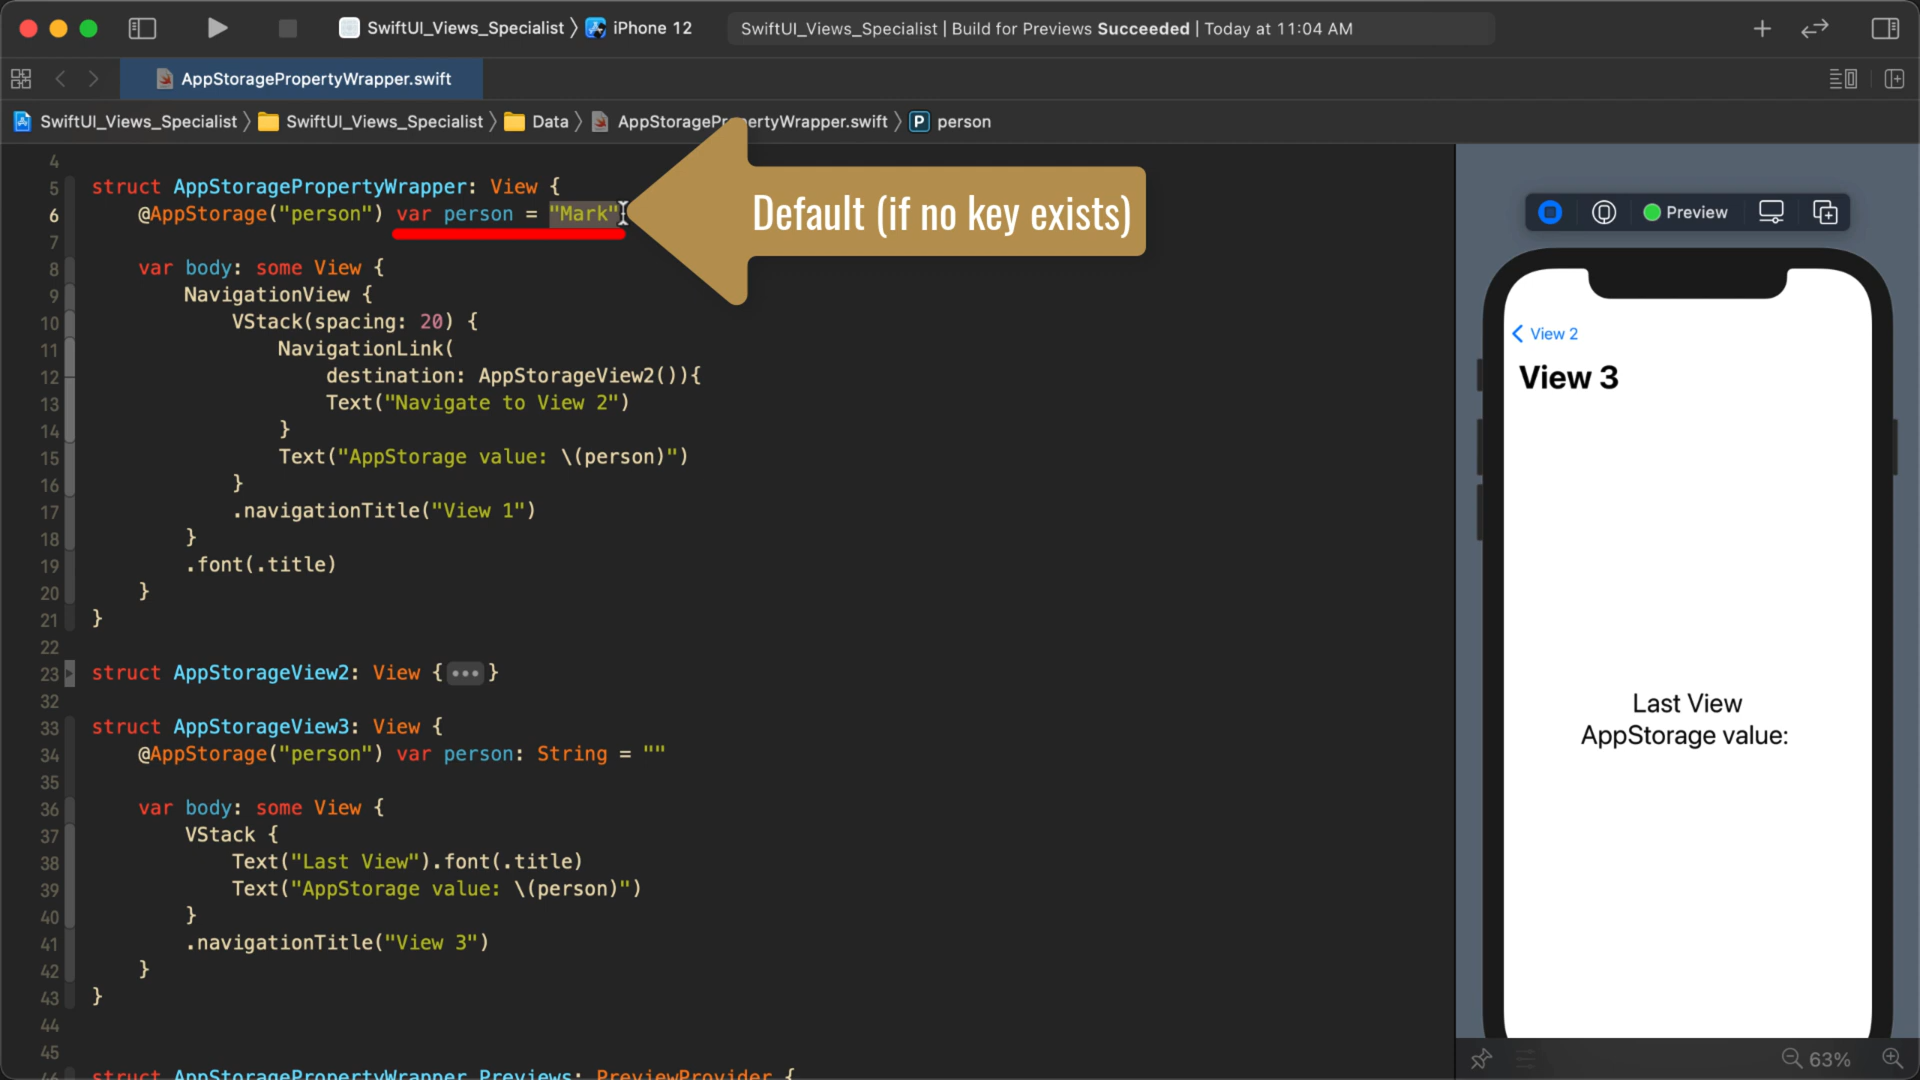 SwiftUI_Views_Specialist 〉 iPhone 12
SwiftUI_Views_Specialist | Build for Previews Succeeded | Today at 11:04 AM
AppStoragePropertyWrapper.swift
SwiftUI_Views_Specialist 〉 SwiftUI_Views_Specialist 〉 Data 〉 AppStoragePropertyWrapper.swift 〉 P person
4
5 struct AppStoragePropertyWrapper: View {
6 @AppStorage("person") var person = "Mark"
Default (if no key exists)
7
8 var body: some View {
9 NavigationView {
10 VStack(spacing: 20) {
11 NavigationLink(
12 destination: AppStorageView2()){
13 Text("Navigate to View 2")
14 }
15 Text("AppStorage value: \(person)")
16 }
17 .navigationTitle("View 1")
18 }
19 .font(.title)
20 }
21 }
22
23 struct AppStorageView2: View {•••}
32
33 struct AppStorageView3: View {
34 @AppStorage("person") var person: String = ""
35
36 var body: some View {
37 VStack {
38 Text("Last View").font(.title)
39 Text("AppStorage value: \(person)")
40 }
41 .navigationTitle("View 3")
42 }
43 }
44
45
46 struct AppStoragePropertyWrapper_Previews: PreviewProvider {
Preview
View 2
View 3
Last View
AppStorage value:
63%